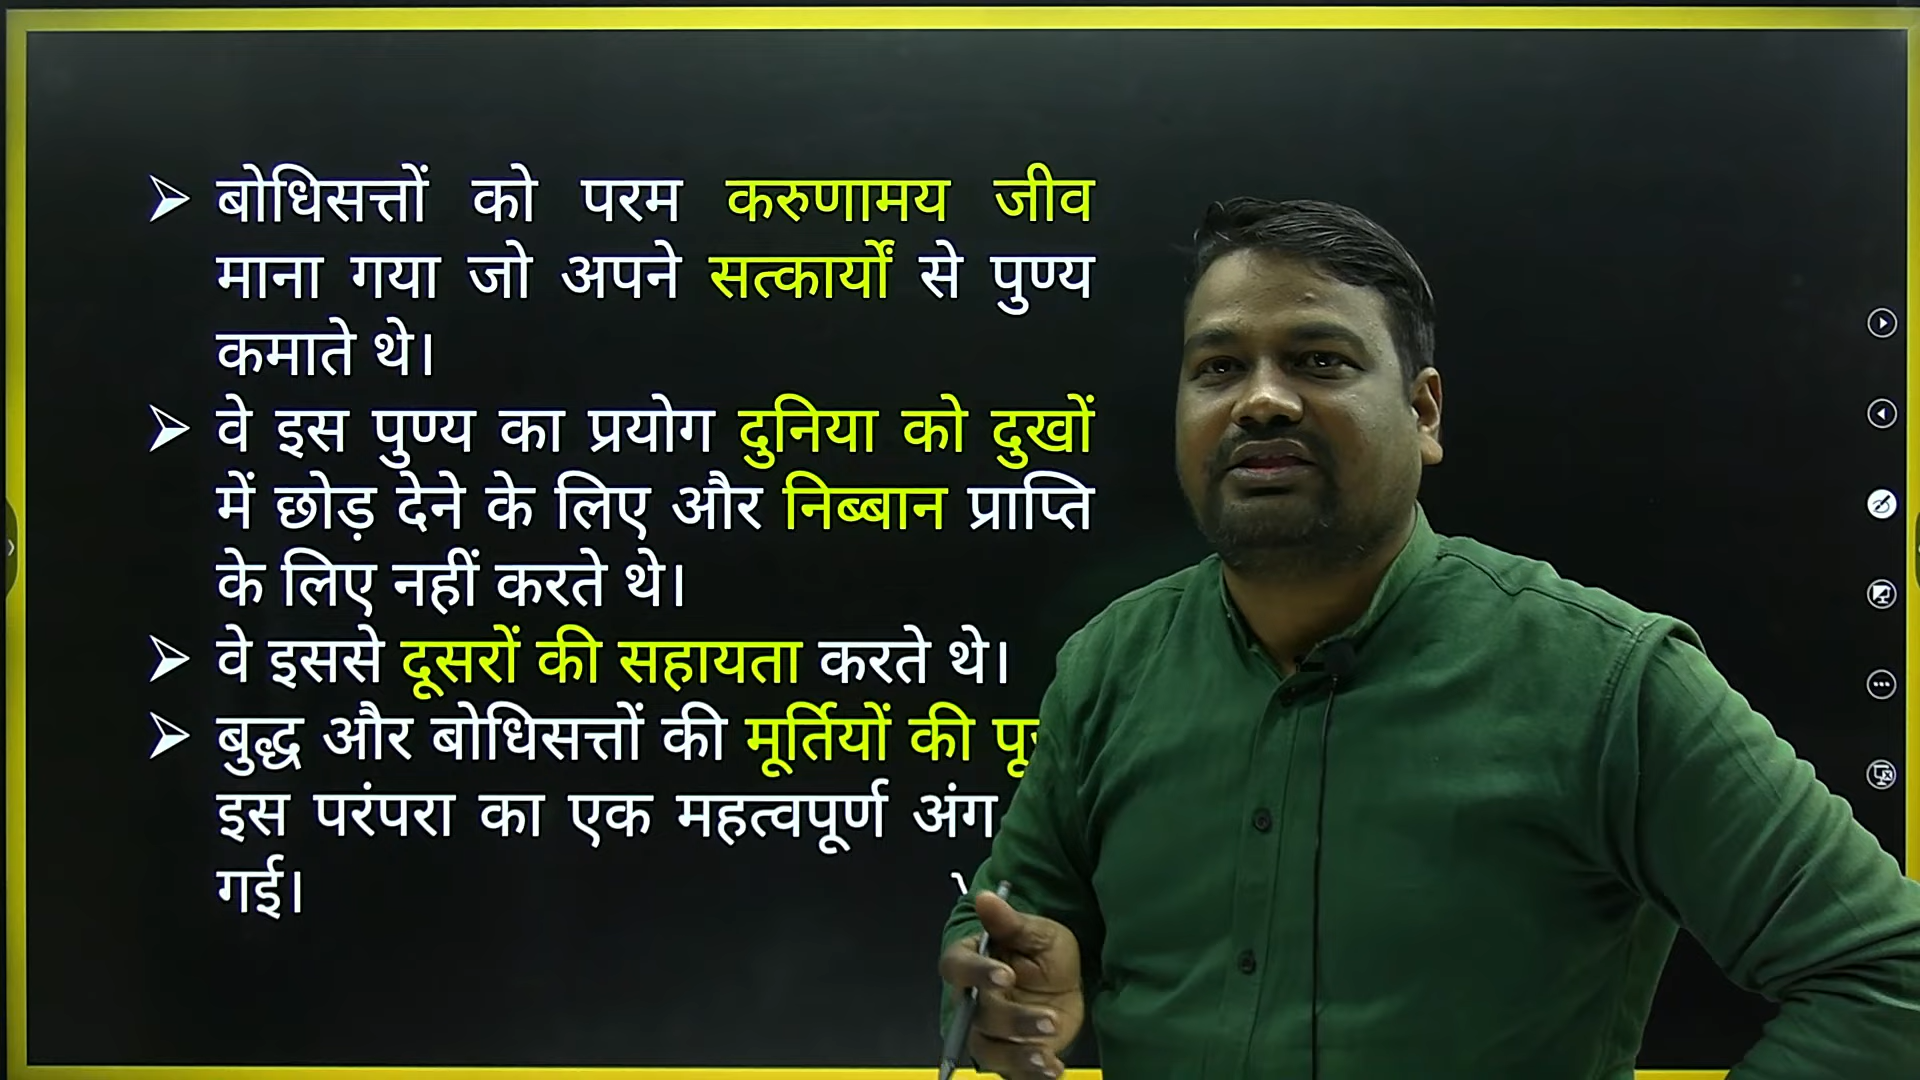 बोधिसत्तों को परम करुणामय जीव
माना गया जो अपने सत्कार्यों से पुण्य
कमाते थे।
वे इस पुण्य का प्रयोग दुनिया को दुखों
में छोड़ देने के लिए और निब्बान प्राप्ति
के लिए नहीं करते थे।
वे इससे दूसरों की सहायता करते थे।
बुद्ध और बोधिसत्तों की मूर्तियों की
इस परंपरा का एक महत्वपूर्ण अंग
गई।